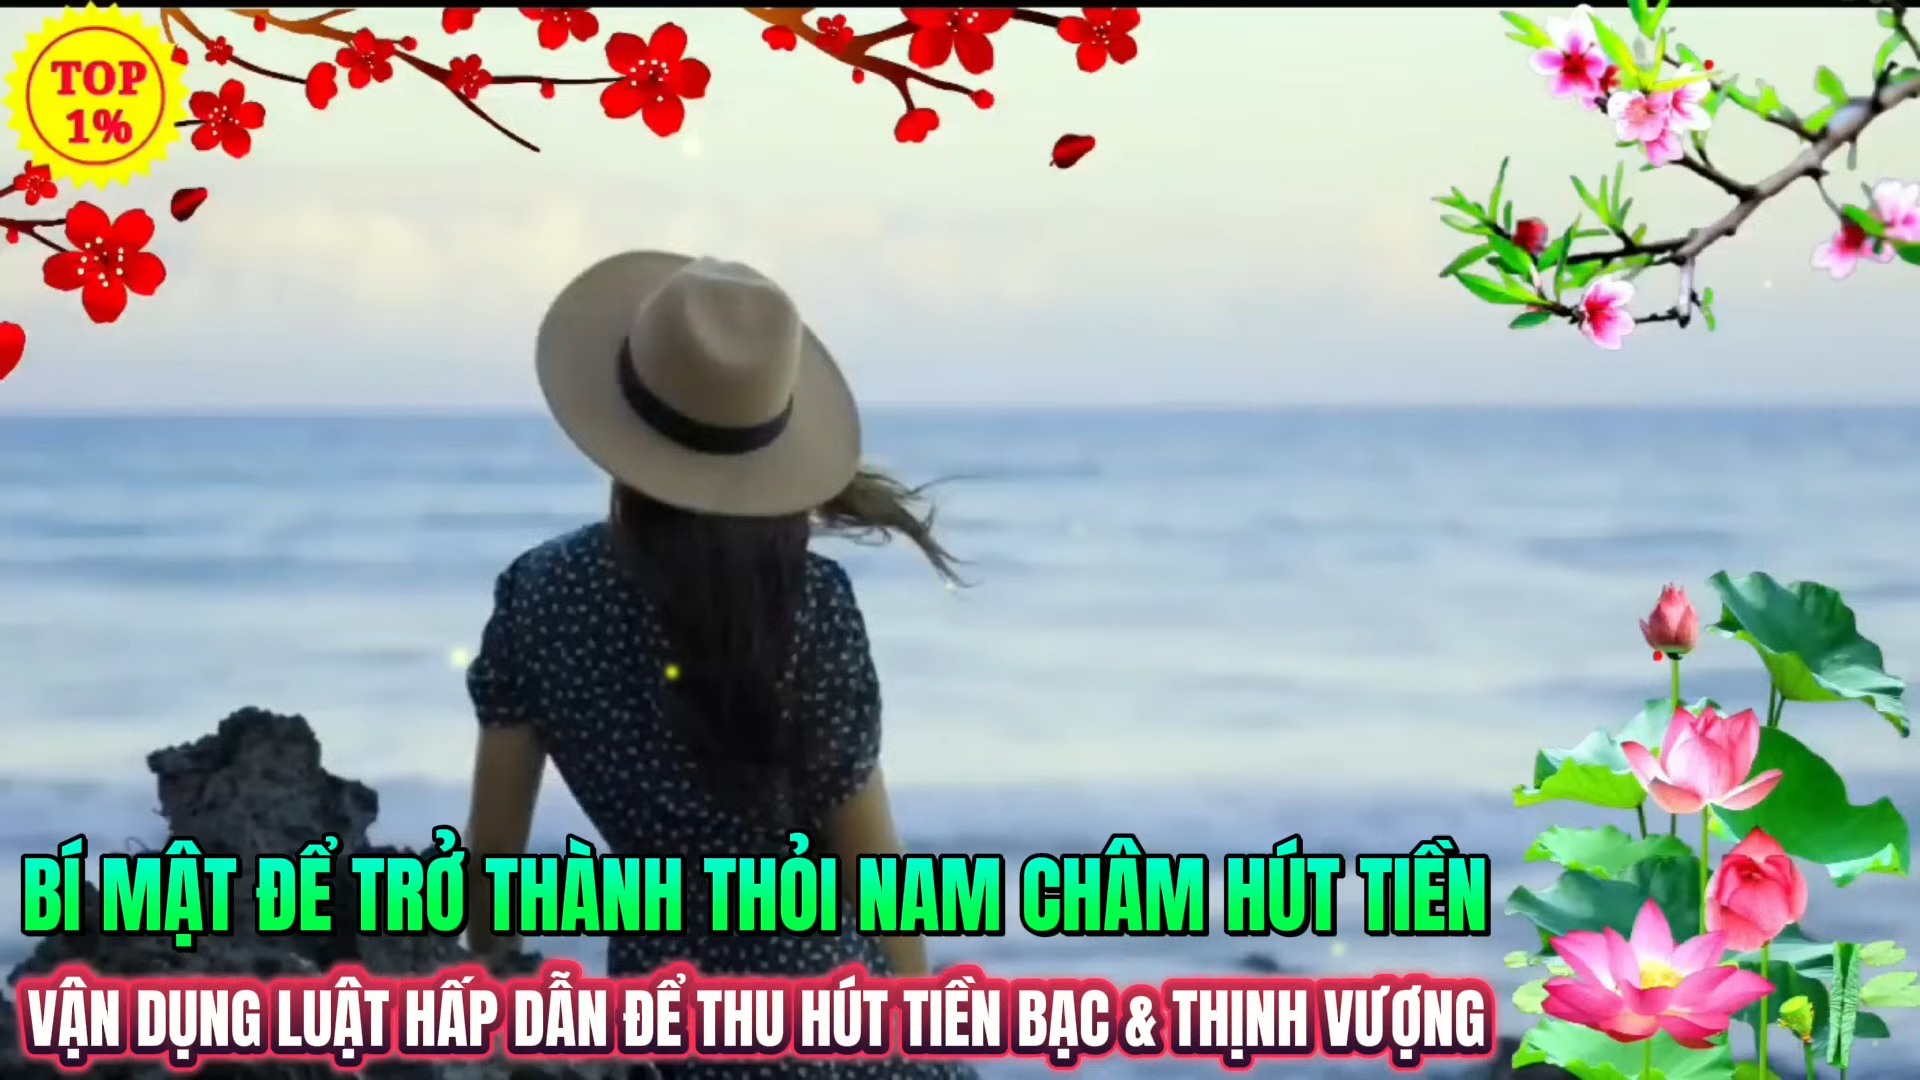 TOP
1%
BÍ MẬT ĐỂ TRỞ THÀNH THỎI NAM CHÂM HÚT TIỀN
VẬN DỤNG LUẬT HẤP DẪN ĐỂ THU HÚT TIỀN BẠC & THỊNH VƯỢNG